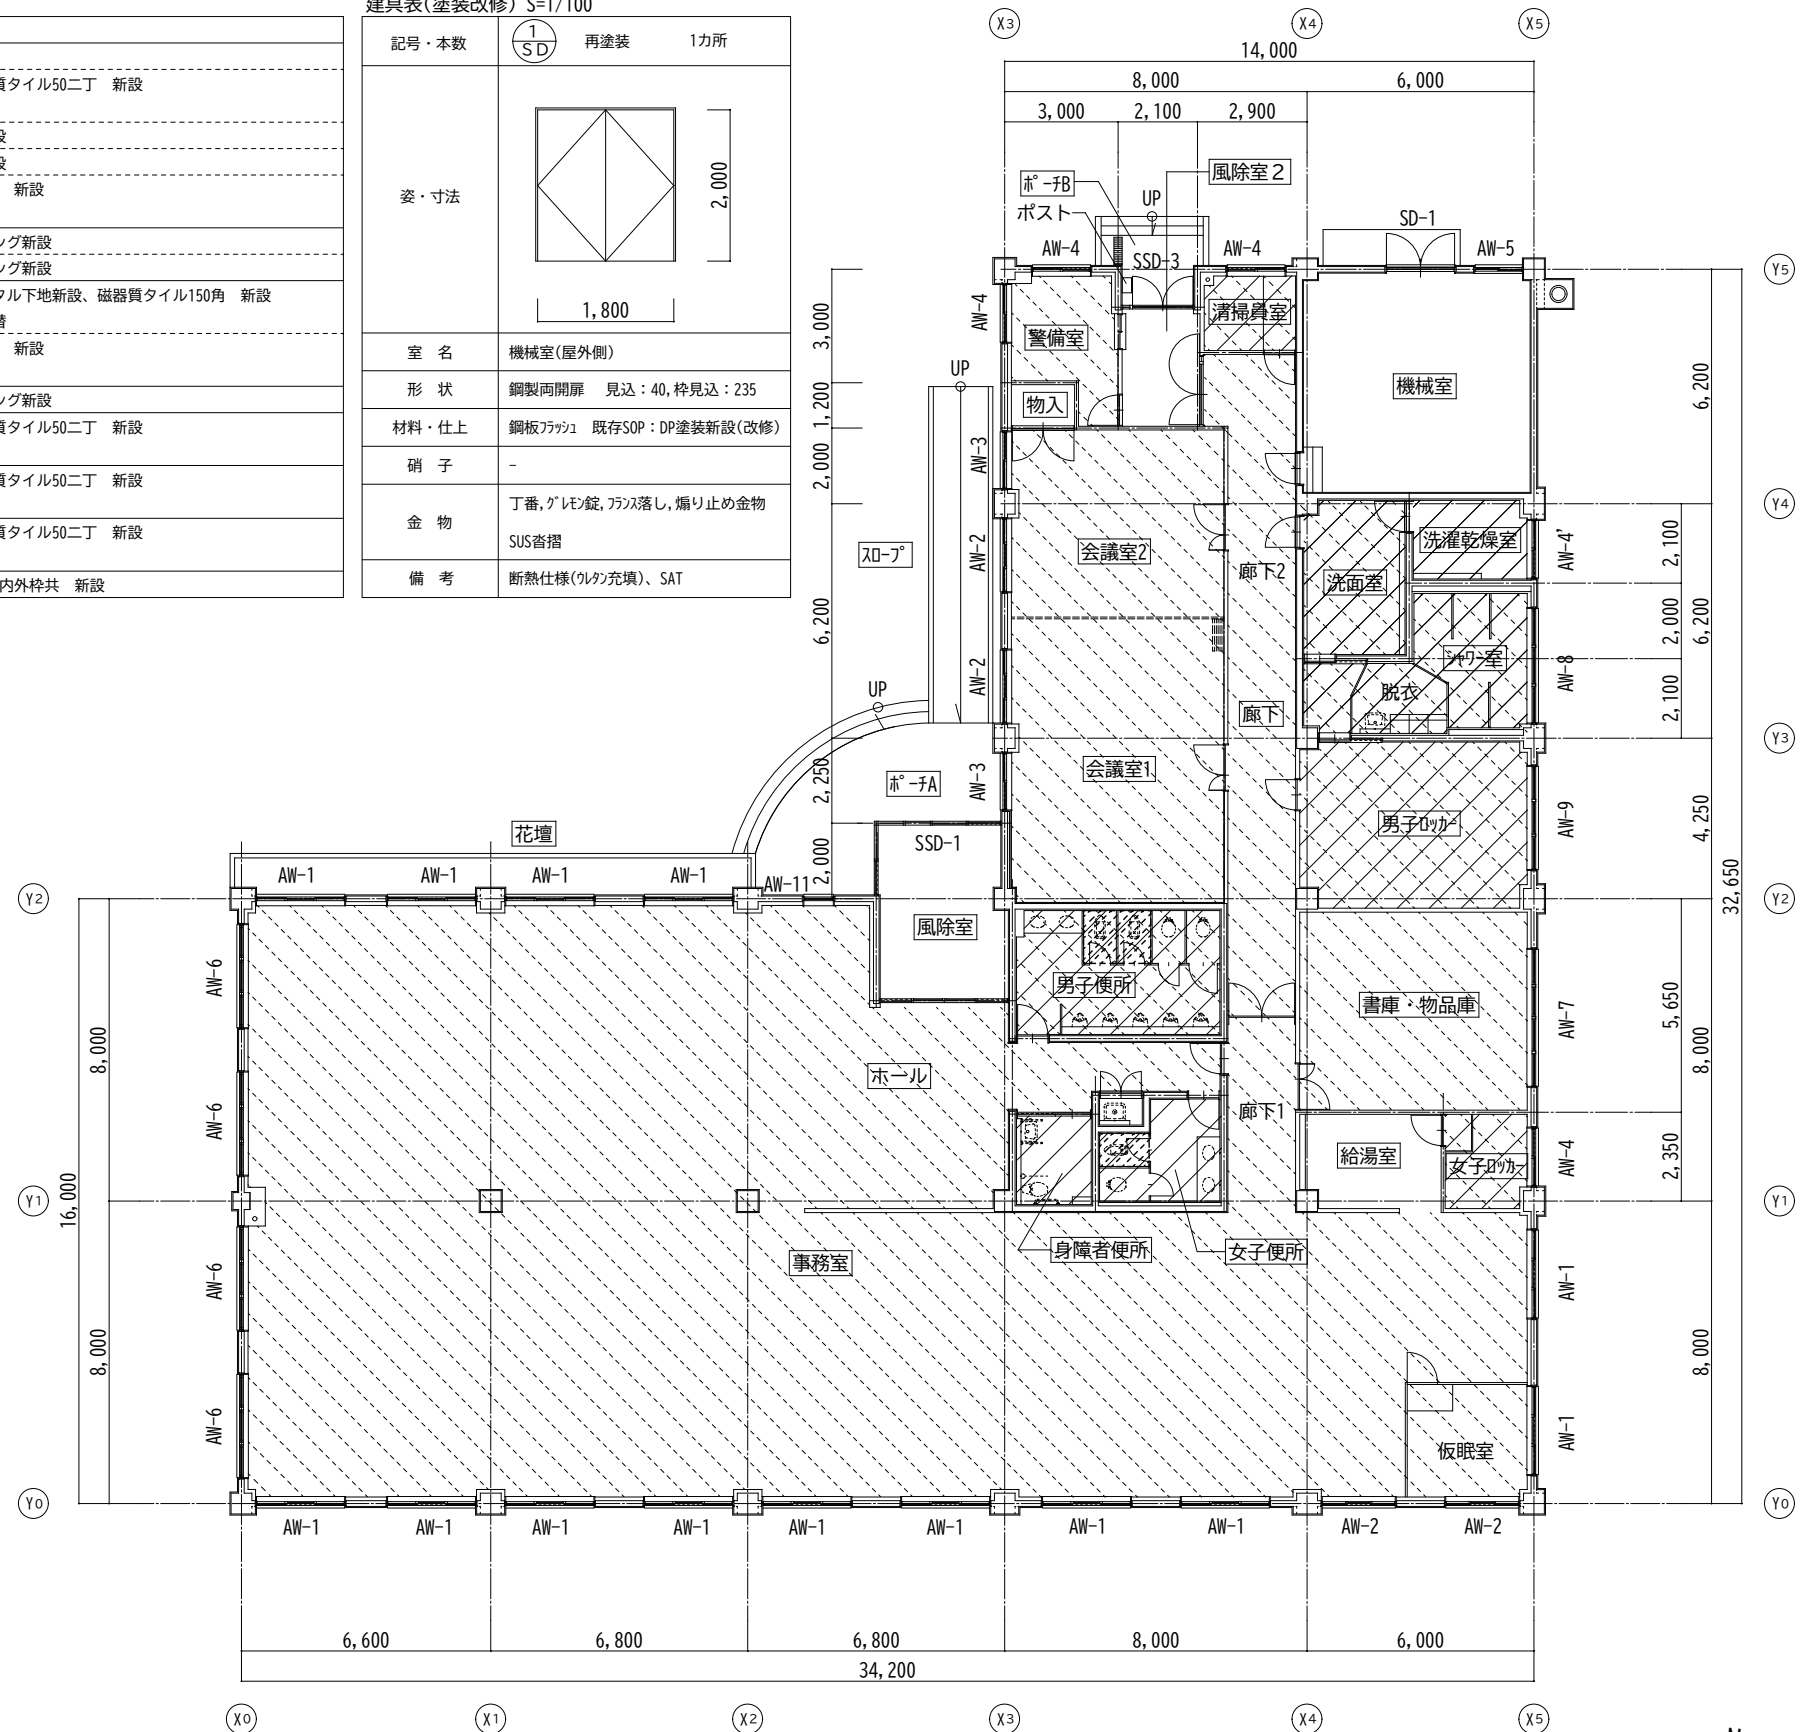 建具表(塗装改修) S=1/100
質タイル50二丁　新設
設
設
新設
ング新設
ング新設
タル下地新設、磁器質タイル150角　新設
替
新設
ング新設
質タイル50二丁　新設
質タイル50二丁　新設
質タイル50二丁　新設
内外枠共　新設
記号・本数
1
SD
再塗装
1カ所
姿・寸法
2,000
1,800
室　名
機械室(屋外側)
形　状
鋼製両開扉　見込：40,枠見込：235
材料・仕上
鋼板フラッシュ　既存SOP：DP塗装新設(改修)
硝　子
-
金　物
丁番,グレモン錠,フランス落し,煽り止め金物
SUS沓摺
備　考
断熱仕様(ウレタン充填)、SAT
X3
X4
X5
14,000
8,000
6,000
3,000
2,100
2,900
風除室2
ポーチB
ポスト
UP
SD-1
AW-4
SSD-3
AW-4
AW-5
Y5
AW-4
清掃員室
警備室
3,000
機械室
6,200
UP
物入
1,200
AW-3
2,000
Y4
スロープ
AW-2
会議室2
廊下2
洗面室
洗濯乾燥室
AW-4'
2,100
6,200
2,000
6,200
AW-2
シャワー室
AW-8
UP
脱衣
2,100
廊下
Y3
会議室1
2,250
ポーチA
AW-3
男子ロッカー
AW-9
4,250
花壇
SSD-1
2,000
32,650
AW-1
AW-1
AW-1
AW-1
AW-11
Y2
Y2
風除室
AW-6
男子便所
書庫・物品庫
AW-7
5,650
8,000
8,000
ホール
AW-6
廊下1
給湯室
女子ロッカー
AW-4
2,350
Y1
16,000
Y1
身障者便所
女子便所
事務室
AW-6
AW-1
8,000
8,000
AW-6
仮眠室
AW-1
Y0
Y0
AW-1
AW-1
AW-1
AW-1
AW-1
AW-1
AW-1
AW-1
AW-2
AW-2
6,600
6,800
6,800
8,000
6,000
34,200
X0
X1
X2
X3
X4
X5